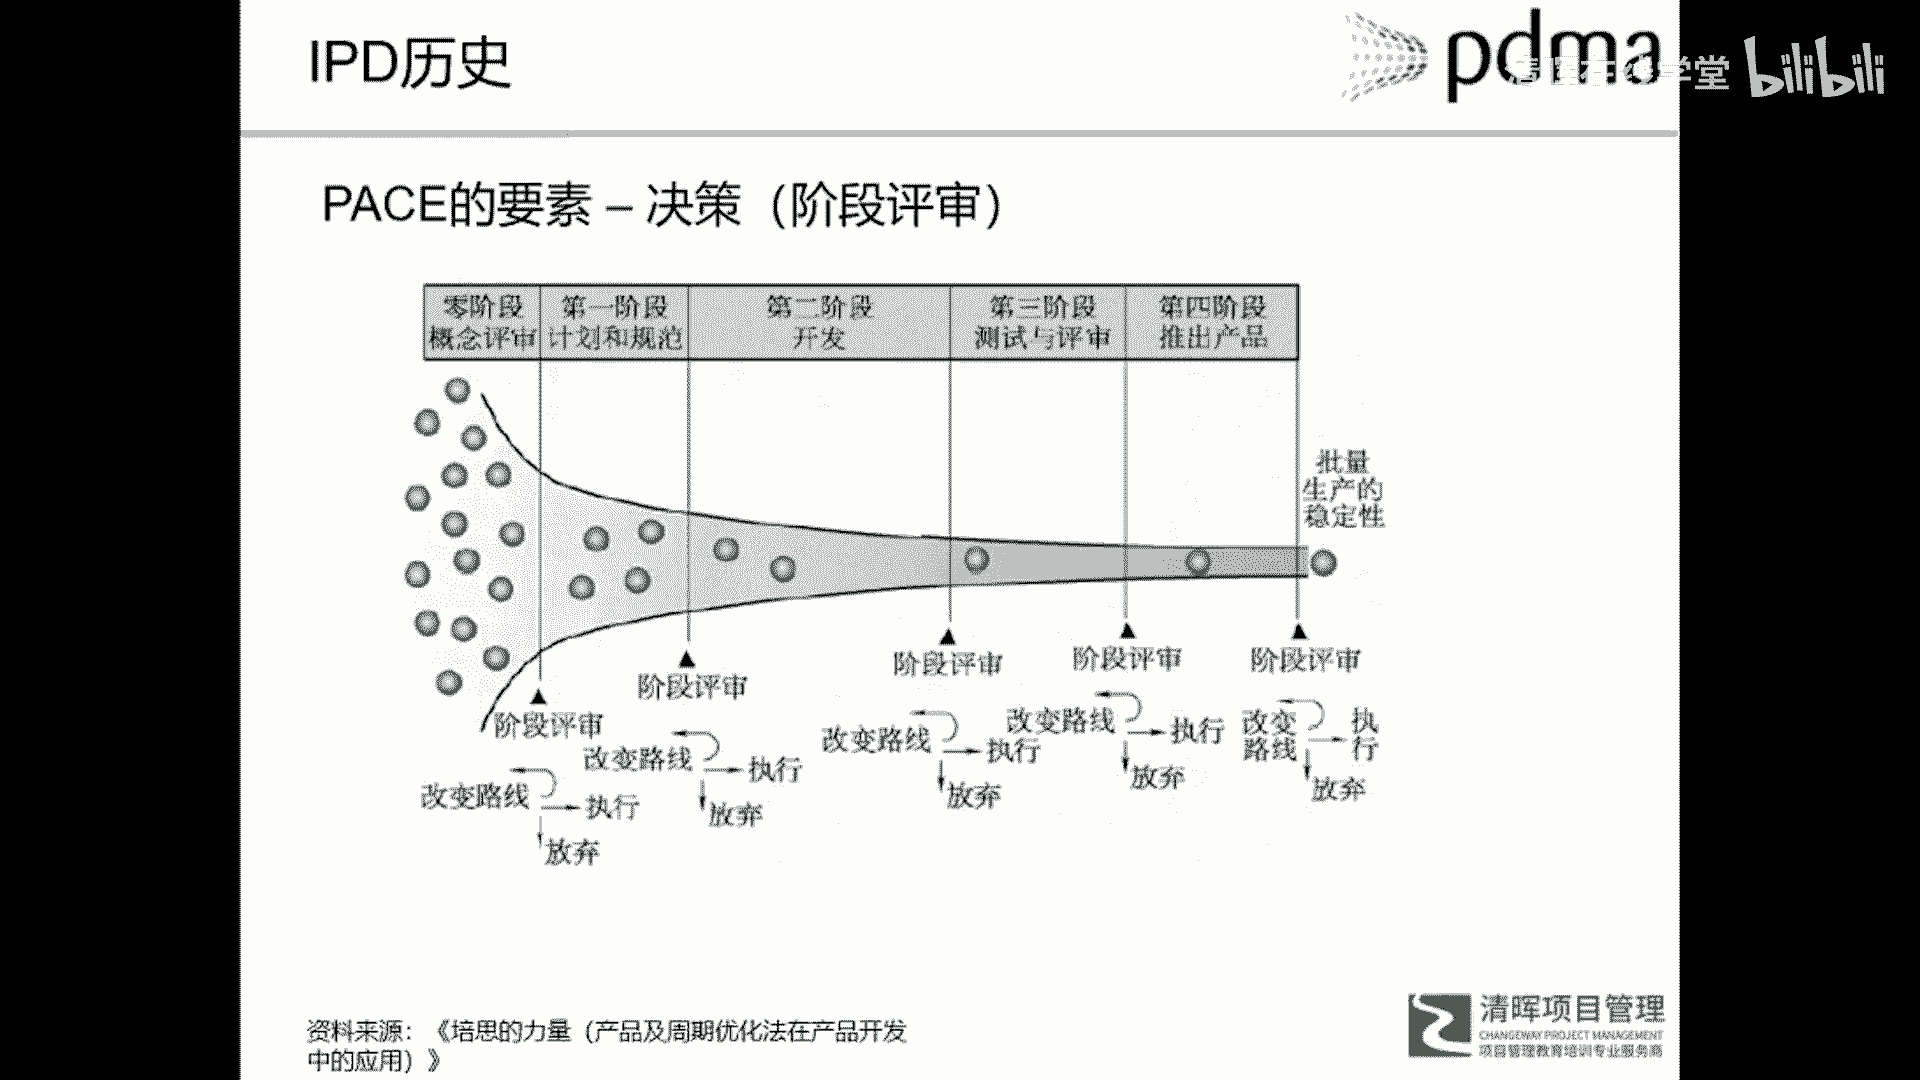 IPD历史
pdma
清晖在线学堂 bilibili
PACE的要素 – 决策（阶段评审）
零阶段 第一阶段 第二阶段 第三阶段 第四阶段
概念评审 计划和规范 开发 测试与评审 推出产品
批量
生产的
稳定性
阶段评审
阶段评审
阶段评审
阶段评审
阶段评审
改变路线
执行
放弃
改变路线
执行
放弃
改变路线
执行
放弃
改变路线
执行
放弃
改变
路线
执
行
放弃
资料来源：《培思的力量（产品及周期优化法在产品开发
中的应用）》
清晖项目管理
CHANGEWAY PROJECT MANAGEMENT
项目管理教育培训专业服务商